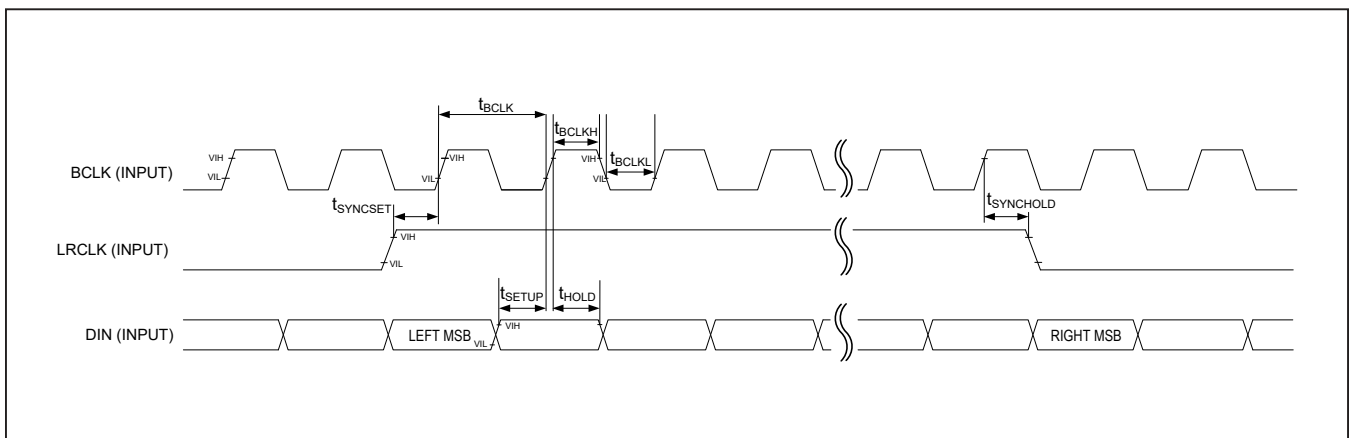 tBCLK
tBCLKH
tBCLKL
BCLK (INPUT)
VIH
VIL
VIH
VIL
VIH
VIL
tSYNCSET
tSYNCHOLD
LRCLK (INPUT)
VIH
VIL
tSETUP
tHOLD
DIN (INPUT)
LEFT MSB
VIH
VIL
RIGHT MSB